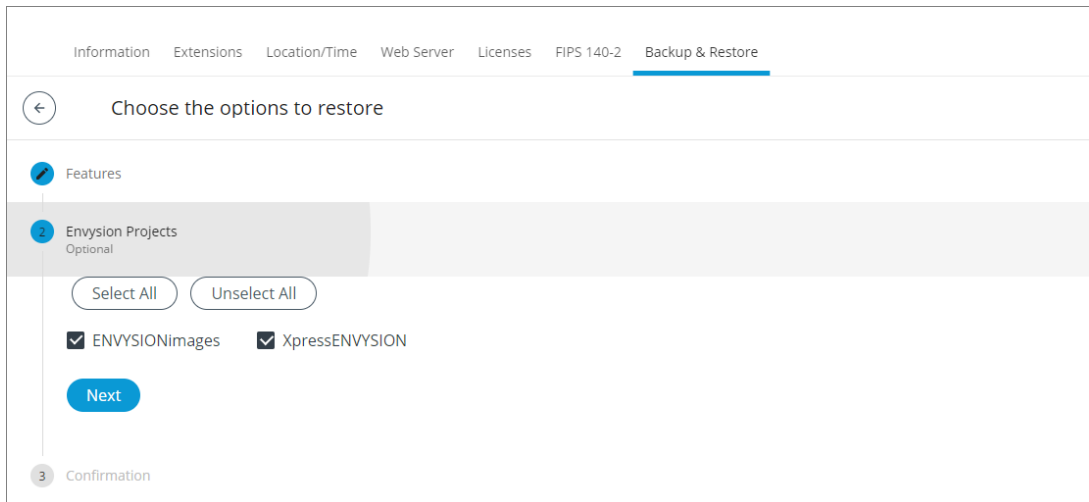 Information Extensions Location/Time Web Server Licenses FIPS 140-2 Backup & Restore
Choose the options to restore
Features
2 Envysion Projects
Optional
Select All Unselect All
ENVYSIONimages XpressENVYSION
Next
3 Confirmation